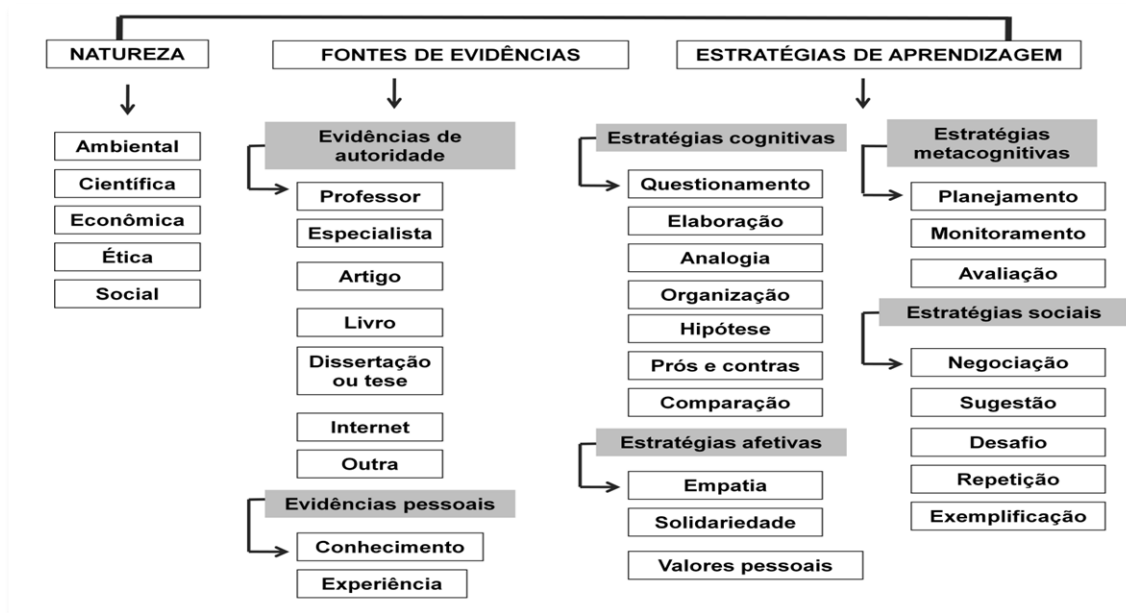 NATUREZA
FONTES DE EVIDÊNCIAS
ESTRATÉGIAS DE APRENDIZAGEM
Ambiental
Científica
Econômica
Ética
Social
Evidências de
autoridade
Professor
Especialista
Artigo
Livro
Dissertação
ou tese
Internet
Outra
Evidências pessoais
Conhecimento
Experiência
Estratégias cognitivas
Questionamento
Elaboração
Analogia
Organização
Hipótese
Prós e contras
Comparação
Estratégias afetivas
Empatia
Solidariedade
Valores pessoais
Estratégias
metacognitivas
Planejamento
Monitoramento
Avaliação
Estratégias sociais
Negociação
Sugestão
Desafio
Repetição
Exemplificação